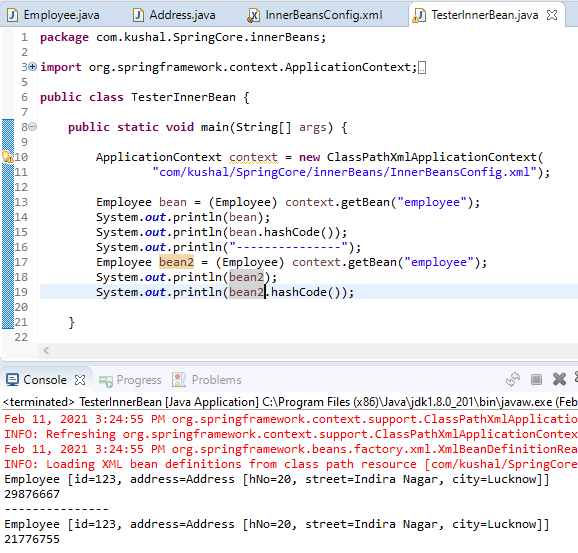 Employee.java Address.java InnerBeansConfig.xml TesterInnerBean.java
1 package com.kushal.SpringCore.innerBeans;
2
3 import org.springframework.context.ApplicationContext;
5
6 public class TesterInnerBean {
7
8 public static void main(String[] args) {
9
10 ApplicationContext context = new ClassPathXmlApplicationContext(
11 "com/kushal/SpringCore/innerBeans/InnerBeansConfig.xml");
12
13 Employee bean = (Employee) context.getBean("employee");
14 System.out.println(bean);
15 System.out.println(bean.hashCode());
16 System.out.println("--------------");
17 Employee bean2 = (Employee) context.getBean("employee");
18 System.out.println(bean2);
19 System.out.println(bean2.hashCode());
20
21 }
22
Console Progress Problems
<terminated> TesterInnerBean [Java Application] C:\Program Files (x86)\Java\jdk1.8.0_201\bin\javaw.exe (Feb
Feb 11, 2021 3:24:55 PM org.springframework.context.support.ClassPathXmlApplicatio
INFO: Refreshing org.springframework.context.support.ClassPathXmlApplicationContex
Feb 11, 2021 3:24:55 PM org.springframework.beans.factory.xml.XmlBeanDefinitionRea
INFO: Loading XML bean definitions from class path resource [com/kushal/SpringCore
Employee [id=123, address=Address [hNo=20, street=Indira Nagar, city=Lucknow]]
29876667
--------------
Employee [id=123, address=Address [hNo=20, street=Indira Nagar, city=Lucknow]]
21776755